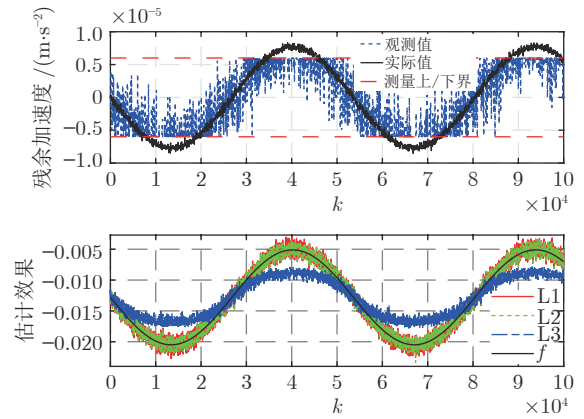 ×10⁻⁵
残余加速度 /(m·s⁻²)
1.0
0.5
0
−0.5
−1.0
观测值
实际值
测量上/下界
0 1 2 3 4 5 6 7 8 9 10
k
×10⁴
估计效果
−0.005
−0.010
−0.015
−0.020
L1
L2
L3
f
0 1 2 3 4 5 6 7 8 9 10
k
×10⁴